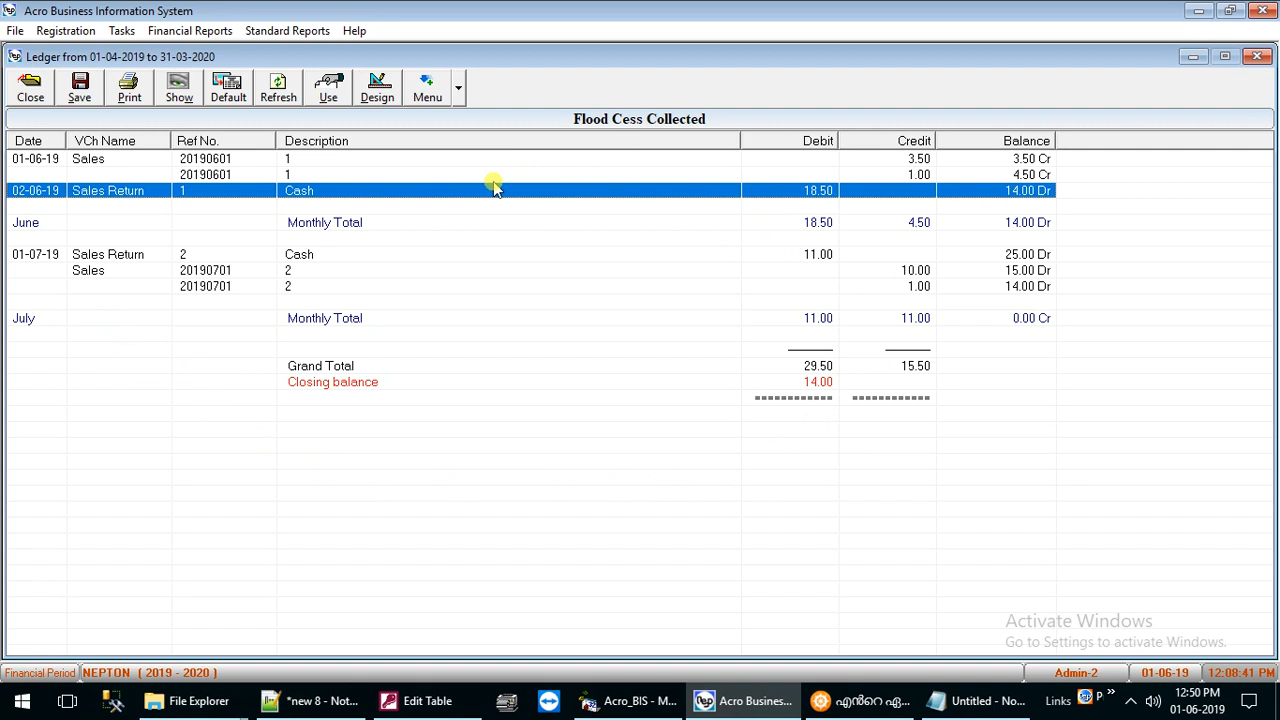 Acro Business Information System
File Registration Tasks Financial Reports Standard Reports Help
Ledger from 01-04-2019 to 31-03-2020
Close Save Print Show Default Refresh Use Design Menu
Flood Cess Collected
Date VCh Name Ref No. Description Debit Credit Balance
01-06-19 Sales 20190601 1 3.50 3.50 Cr
20190601 1 1.00 4.50 Cr
02-06-19 Sales Return 1 Cash 18.50 14.00 Dr
June Monthly Total 18.50 4.50 14.00 Dr
01-07-19 Sales Return 2 Cash 11.00 25.00 Dr
Sales 20190701 2 10.00 15.00 Dr
20190701 2 1.00 14.00 Dr
July Monthly Total 11.00 11.00 0.00 Cr
Grand Total 29.50 15.50
Closing balance 14.00
============ ============
Activate Windows
Go to Settings to activate Windows.
Financial Period NEPTON ( 2019 - 2020 ) Admin-2 01-06-19 12:08:41 PM
File Explorer *new 8 - Not... Edit Table Acro_BIS - M... Acro Busines... എൻറെ ഏ... Untitled - No... Links P » 12:50 PM
01-06-2019